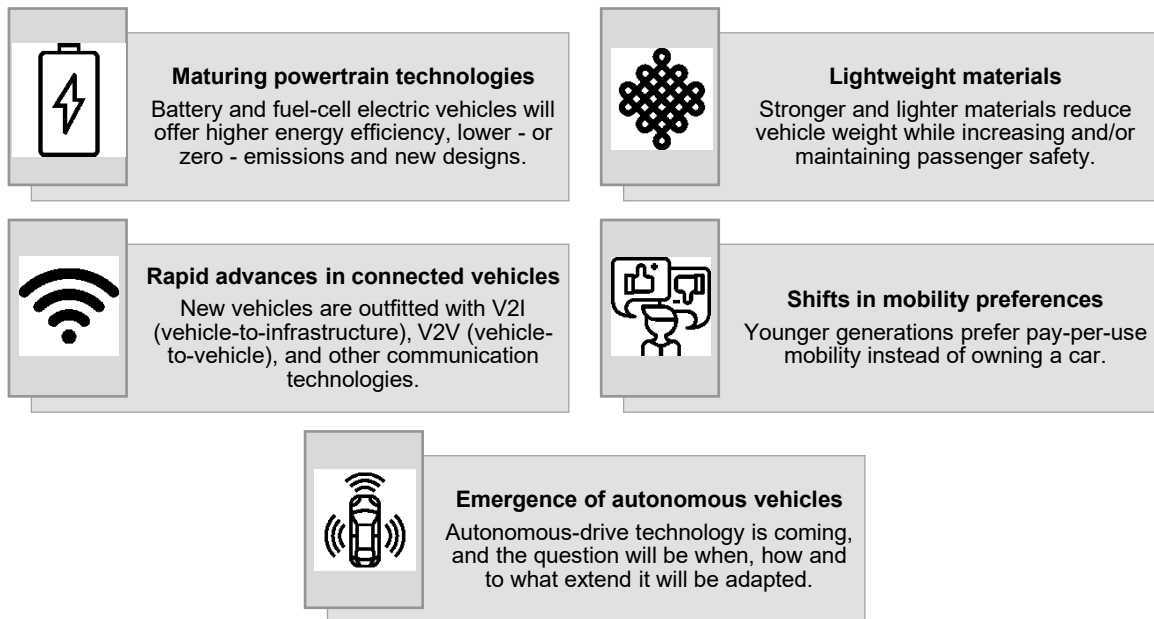 Maturing powertrain technologies
Battery and fuel-cell electric vehicles will
offer higher energy efficiency, lower - or
zero - emissions and new designs.
Lightweight materials
Stronger and lighter materials reduce
vehicle weight while increasing and/or
maintaining passenger safety.
Rapid advances in connected vehicles
New vehicles are outfitted with V2I
(vehicle-to-infrastructure), V2V (vehicle-
to-vehicle), and other communication
technologies.
Shifts in mobility preferences
Younger generations prefer pay-per-use
mobility instead of owning a car.
Emergence of autonomous vehicles
Autonomous-drive technology is coming,
and the question will be when, how and
to what extend it will be adapted.